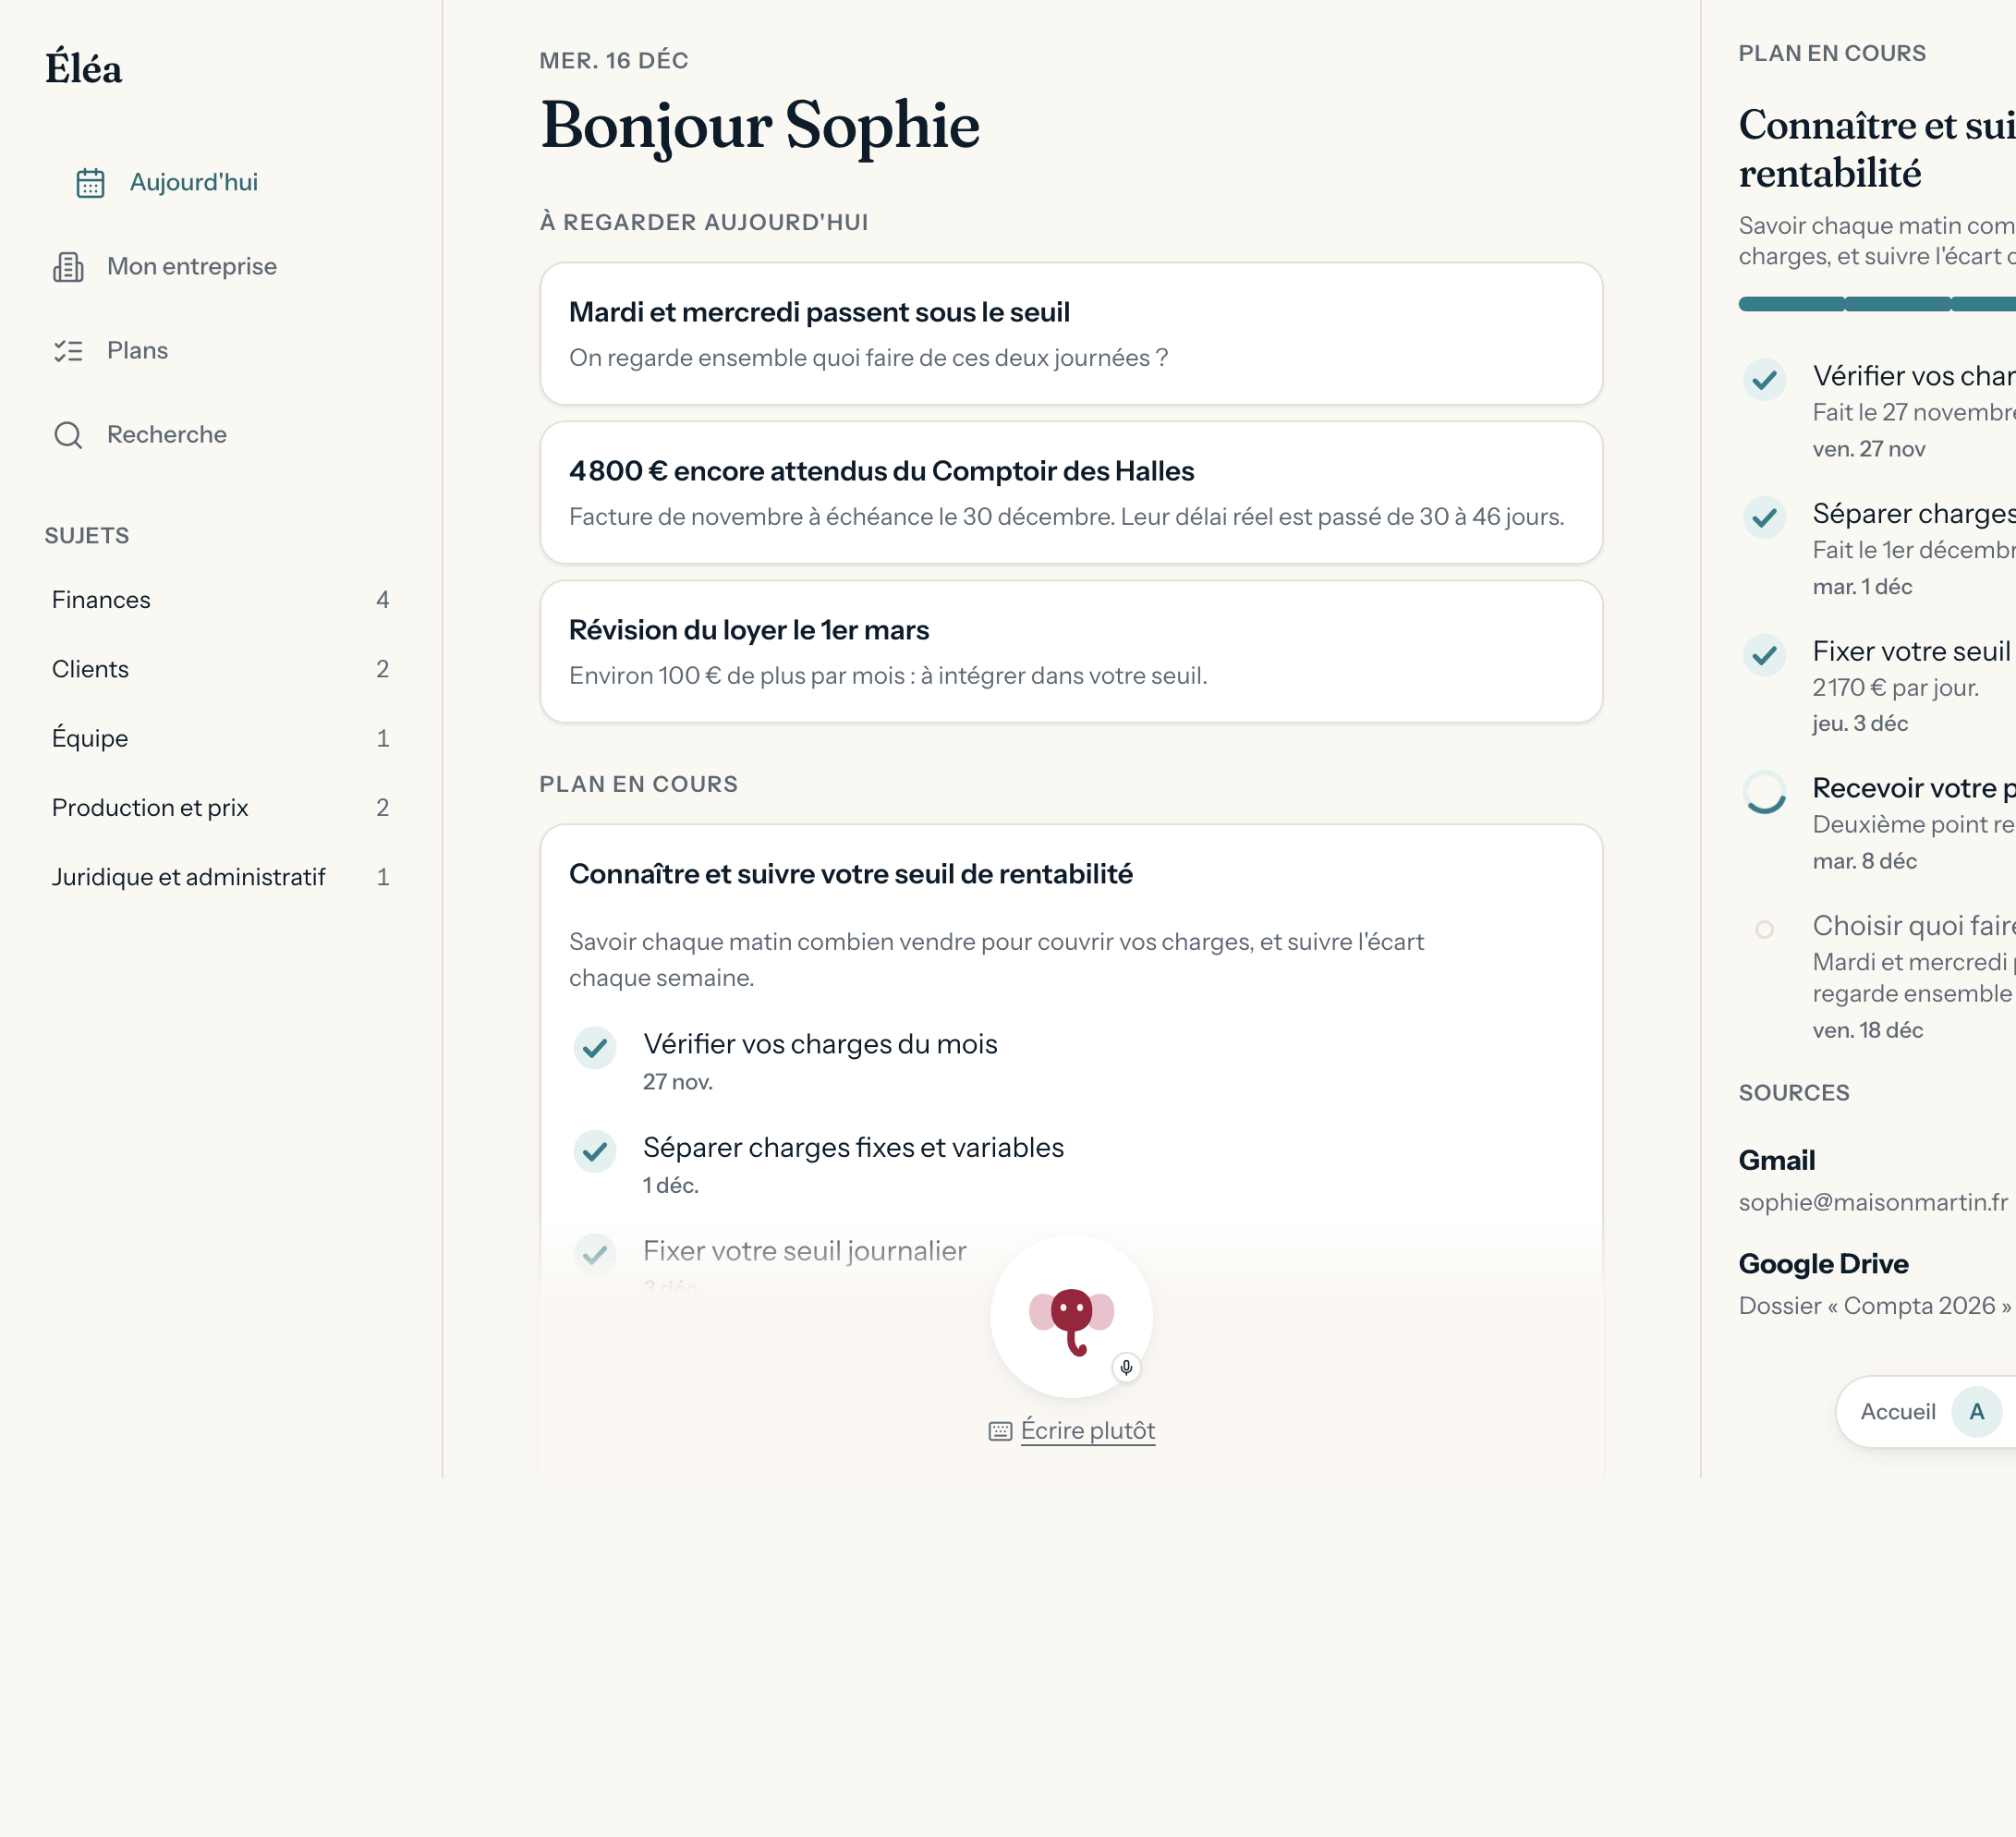 Éléa
Aujourd'hui
Mon entreprise
Plans
Recherche
SUJETS
Finances 4
Clients 2
Équipe 1
Production et prix 2
Juridique et administratif 1
MER. 16 DÉC
Bonjour Sophie
À REGARDER AUJOURD'HUI
Mardi et mercredi passent sous le seuil
On regarde ensemble quoi faire de ces deux journées ?
4 800 € encore attendus du Comptoir des Halles
Facture de novembre à échéance le 30 décembre. Leur délai réel est passé de 30 à 46 jours.
Révision du loyer le 1er mars
Environ 100 € de plus par mois : à intégrer dans votre seuil.
PLAN EN COURS
Connaître et suivre votre seuil de rentabilité
Savoir chaque matin combien vendre pour couvrir vos charges, et suivre l'écart
chaque semaine.
Vérifier vos charges du mois
27 nov.
Séparer charges fixes et variables
1 déc.
Fixer votre seuil journalier
3 déc.
Écrire plutôt
PLAN EN COURS
Connaître et sui
rentabilité
Savoir chaque matin com
charges, et suivre l'écart c
Vérifier vos char
Fait le 27 novembre
ven. 27 nov
Séparer charges
Fait le 1er décembr
mar. 1 déc
Fixer votre seuil
2 170 € par jour.
jeu. 3 déc
Recevoir votre p
Deuxième point re
mar. 8 déc
Choisir quoi faire
Mardi et mercredi p
regarde ensemble
ven. 18 déc
SOURCES
Gmail
sophie@maisonmartin.fr
Google Drive
Dossier « Compta 2026 »
Accueil A